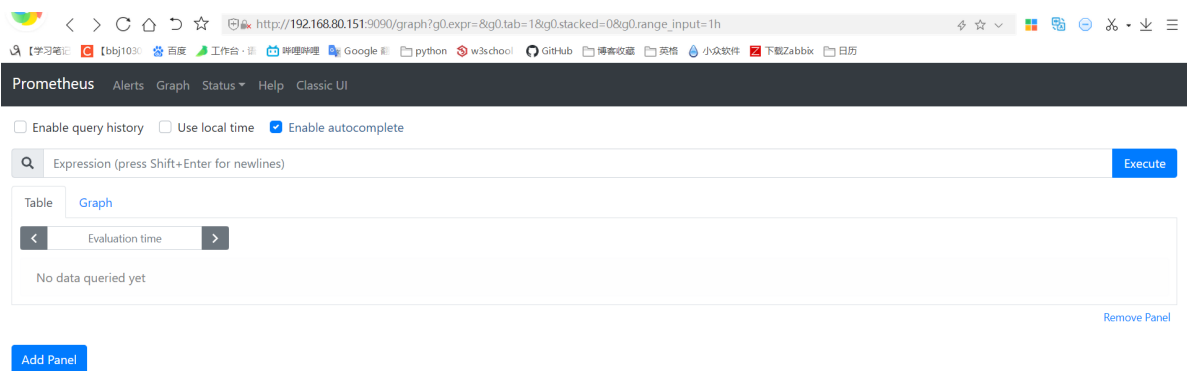 http://192.168.80.151:9090/graph?g0.expr=&g0.tab=1&g0.stacked=0&g0.range_input=1h
【学习笔记 【bbj103 百度 工作台 · 语 哔哩哔哩 Google 翻 python w3school GitHub 博客收藏 英格 小众软件 下载Zabbix 日历
Prometheus Alerts Graph Status Help Classic UI
Enable query history Use local time Enable autocomplete
Expression (press Shift+Enter for newlines) Execute
Table Graph
Evaluation time
No data queried yet
Remove Panel
Add Panel